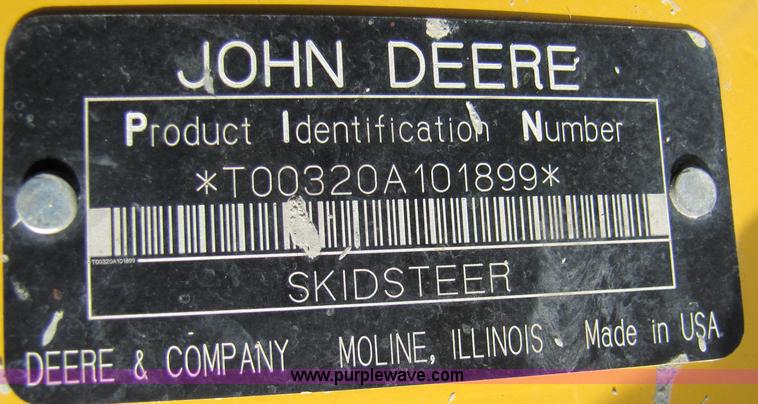 JOHN DEERE
Product Identification Number
*T00320A101899*
T00320A101899
SKIDSTEER
DEERE & COMPANY MOLINE, ILLINOIS Made in USA
www.purplewave.com